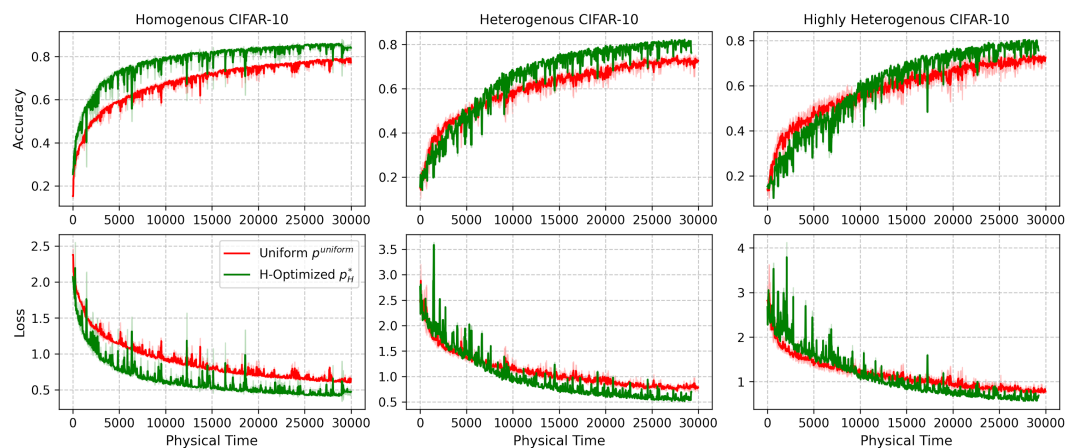 Homogenous CIFAR-10
Heterogenous CIFAR-10
Highly Heterogenous CIFAR-10
Accuracy
0.8
0.6
0.4
0.2
0 5000 10000 15000 20000 25000 30000
0.8
0.6
0.4
0.2
0 5000 10000 15000 20000 25000 30000
0.8
0.6
0.4
0.2
0 5000 10000 15000 20000 25000 30000
Loss
2.5
2.0
1.5
1.0
0.5
Uniform p^{uniform}
H-Optimized p_H^*
0 5000 10000 15000 20000 25000 30000
Physical Time
3.5
3.0
2.5
2.0
1.5
1.0
0.5
0 5000 10000 15000 20000 25000 30000
Physical Time
4
3
2
1
0 5000 10000 15000 20000 25000 30000
Physical Time